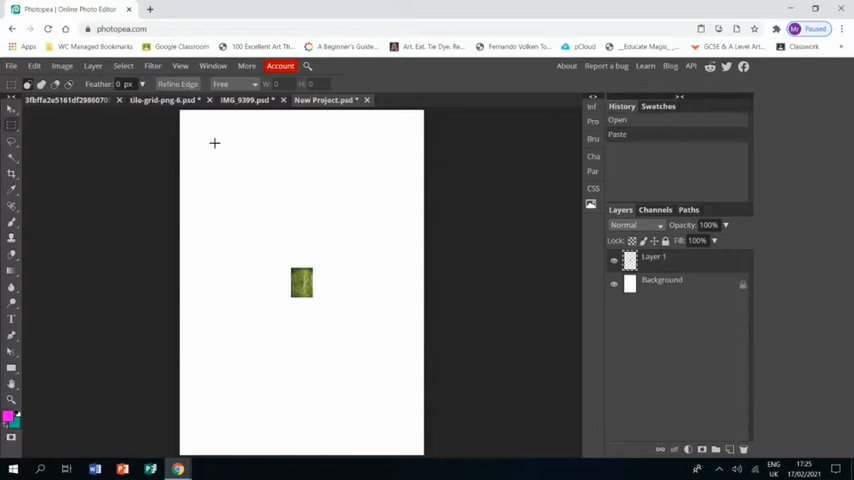 Photopea | Online Photo Editor
photopea.com
Paused
Apps WC Managed Bookmarks Google Classroom 100 Excellent Art Th... A Beginner's Guide... Art. Eat. Tie Dye. Rea... Fernando Volken To... pCloud __Educate Magis_... GCSE & A Level Art... Classwork
File Edit Image Layer Select Filter View Window More Account About Report a bug Learn Blog API
Feather: 0 px Refine Edge Free W: 0 H: 0
3fbffa2e5161df2986070 tile-grid-png-6.psd * IMG_9399.psd * New Project.psd *
Inf
Pro
Bru
Cha
Par
CSS
History Swatches
Open
Paste
Layers Channels Paths
Normal Opacity: 100%
Lock: Fill: 100%
Layer 1
Background
ENG
UK
17:25
17/02/2021